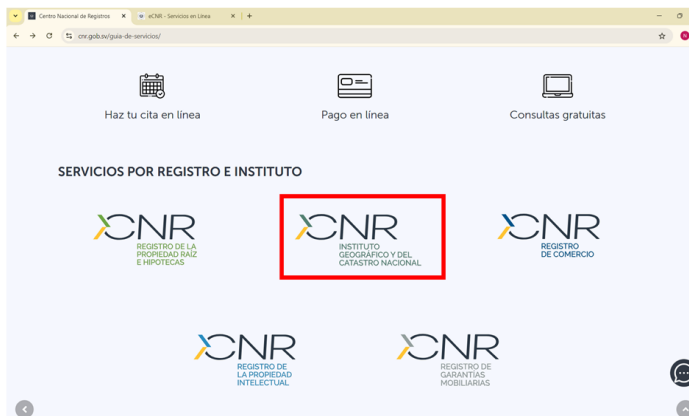 Centro Nacional de Registros
eCNR - Servicios en Línea
cnr.gob.sv/guia-de-servicios/
Haz tu cita en línea
Pago en línea
Consultas gratuitas
SERVICIOS POR REGISTRO E INSTITUTO
CNR
REGISTRO DE LA
PROPIEDAD RAÍZ
E HIPOTECAS
CNR
INSTITUTO
GEOGRÁFICO Y DEL
CATASTRO NACIONAL
CNR
REGISTRO
DE COMERCIO
CNR
REGISTRO DE
LA PROPIEDAD
INTELECTUAL
CNR
REGISTRO DE
GARANTÍAS
MOBILIARIAS